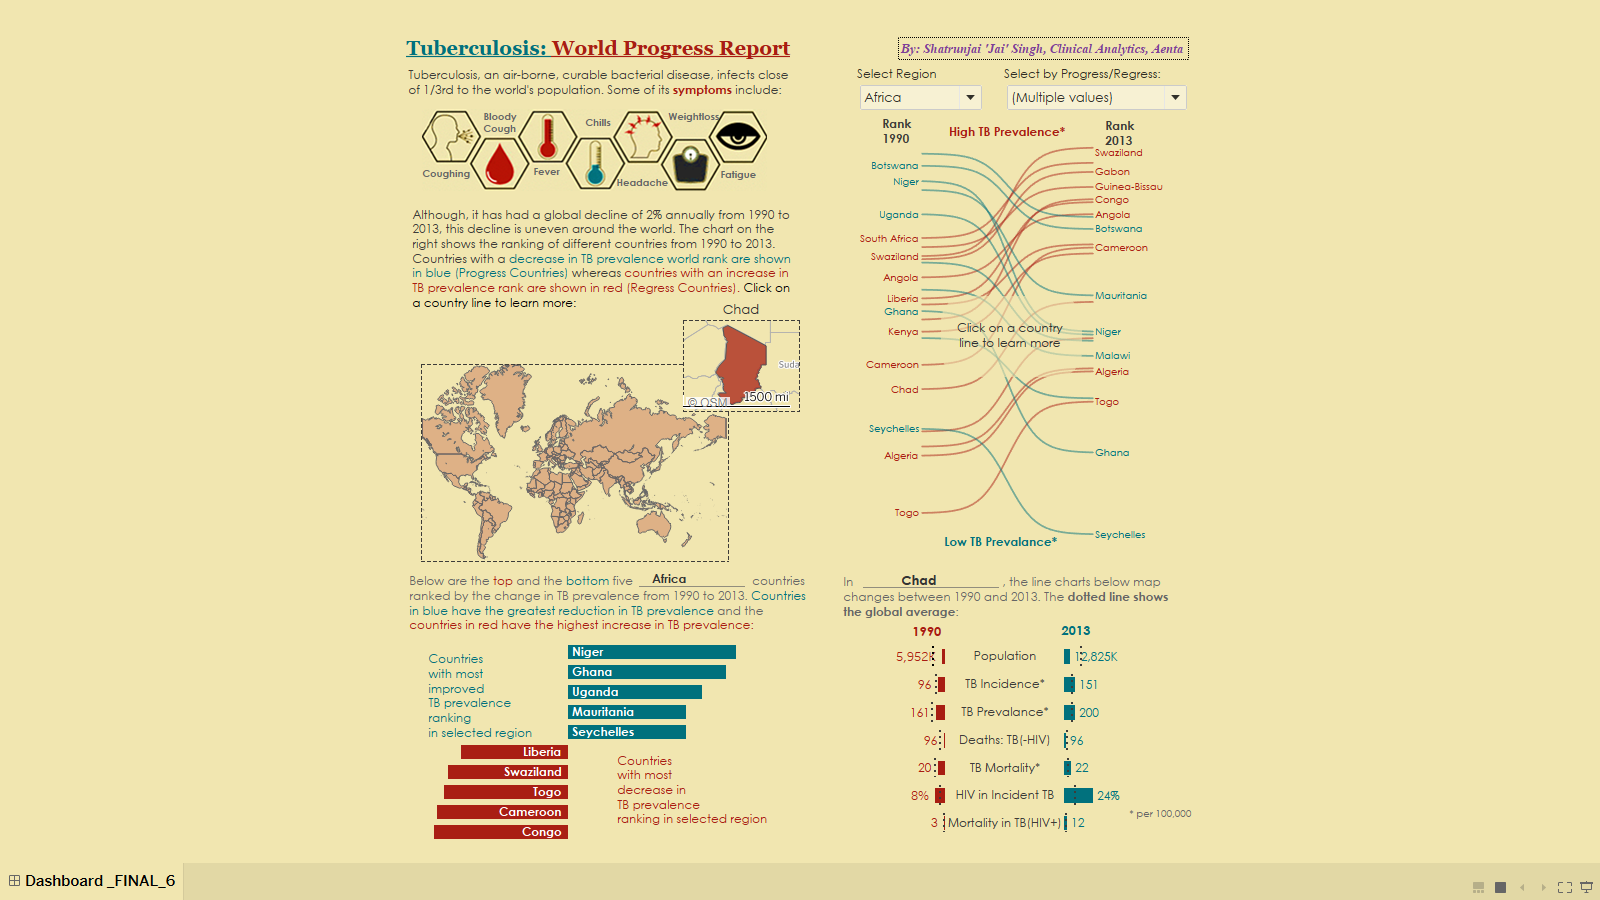 Tuberculosis: World Progress Report
By: Shatrunjai 'Jai' Singh, Clinical Analytics, Aenta
Tuberculosis, an air-borne, curable bacterial disease, infects close
of 1/3rd to the world's population. Some of its symptoms include:
Coughing
Bloody
Cough
Fever
Chills
Headache
Weightloss
Fatigue
Although, it has had a global decline of 2% annually from 1990 to
2013, this decline is uneven around the world. The chart on the
right shows the ranking of different countries from 1990 to 2013.
Countries with a decrease in TB prevalence world rank are shown
in blue (Progress Countries) whereas countries with an increase in
TB prevalence rank are shown in red (Regress Countries). Click on
a country line to learn more:
Chad
Suda
© OSM
1500 mi
Below are the top and the bottom five Africa countries
ranked by the change in TB prevalence from 1990 to 2013. Countries
in blue have the greatest reduction in TB prevalence and the
countries in red have the highest increase in TB prevalence:
Countries
with most
improved
TB prevalence
ranking
in selected region
Niger
Ghana
Uganda
Mauritania
Seychelles
Liberia
Swaziland
Togo
Cameroon
Congo
Countries
with most
decrease in
TB prevalence
ranking in selected region
Select Region
Africa
Select by Progress/Regress:
(Multiple values)
Rank
1990
High TB Prevalence*
Rank
2013
Botswana
Niger
Uganda
South Africa
Swaziland
Angola
Liberia
Ghana
Kenya
Cameroon
Chad
Seychelles
Algeria
Togo
Click on a country
line to learn more
Swaziland
Gabon
Guinea-Bissau
Congo
Angola
Botswana
Cameroon
Mauritania
Niger
Malawi
Algeria
Togo
Ghana
Seychelles
Low TB Prevalance*
In Chad , the line charts below map
changes between 1990 and 2013. The dotted line shows
the global average:
1990 2013
5,952K Population 12,825K
96 TB Incidence* 151
161 TB Prevalance* 200
96 Deaths: TB(-HIV) 96
20 TB Mortality* 22
8% HIV in Incident TB 24%
3 Mortality in TB(HIV+) 12
* per 100,000
Dashboard _FINAL_6